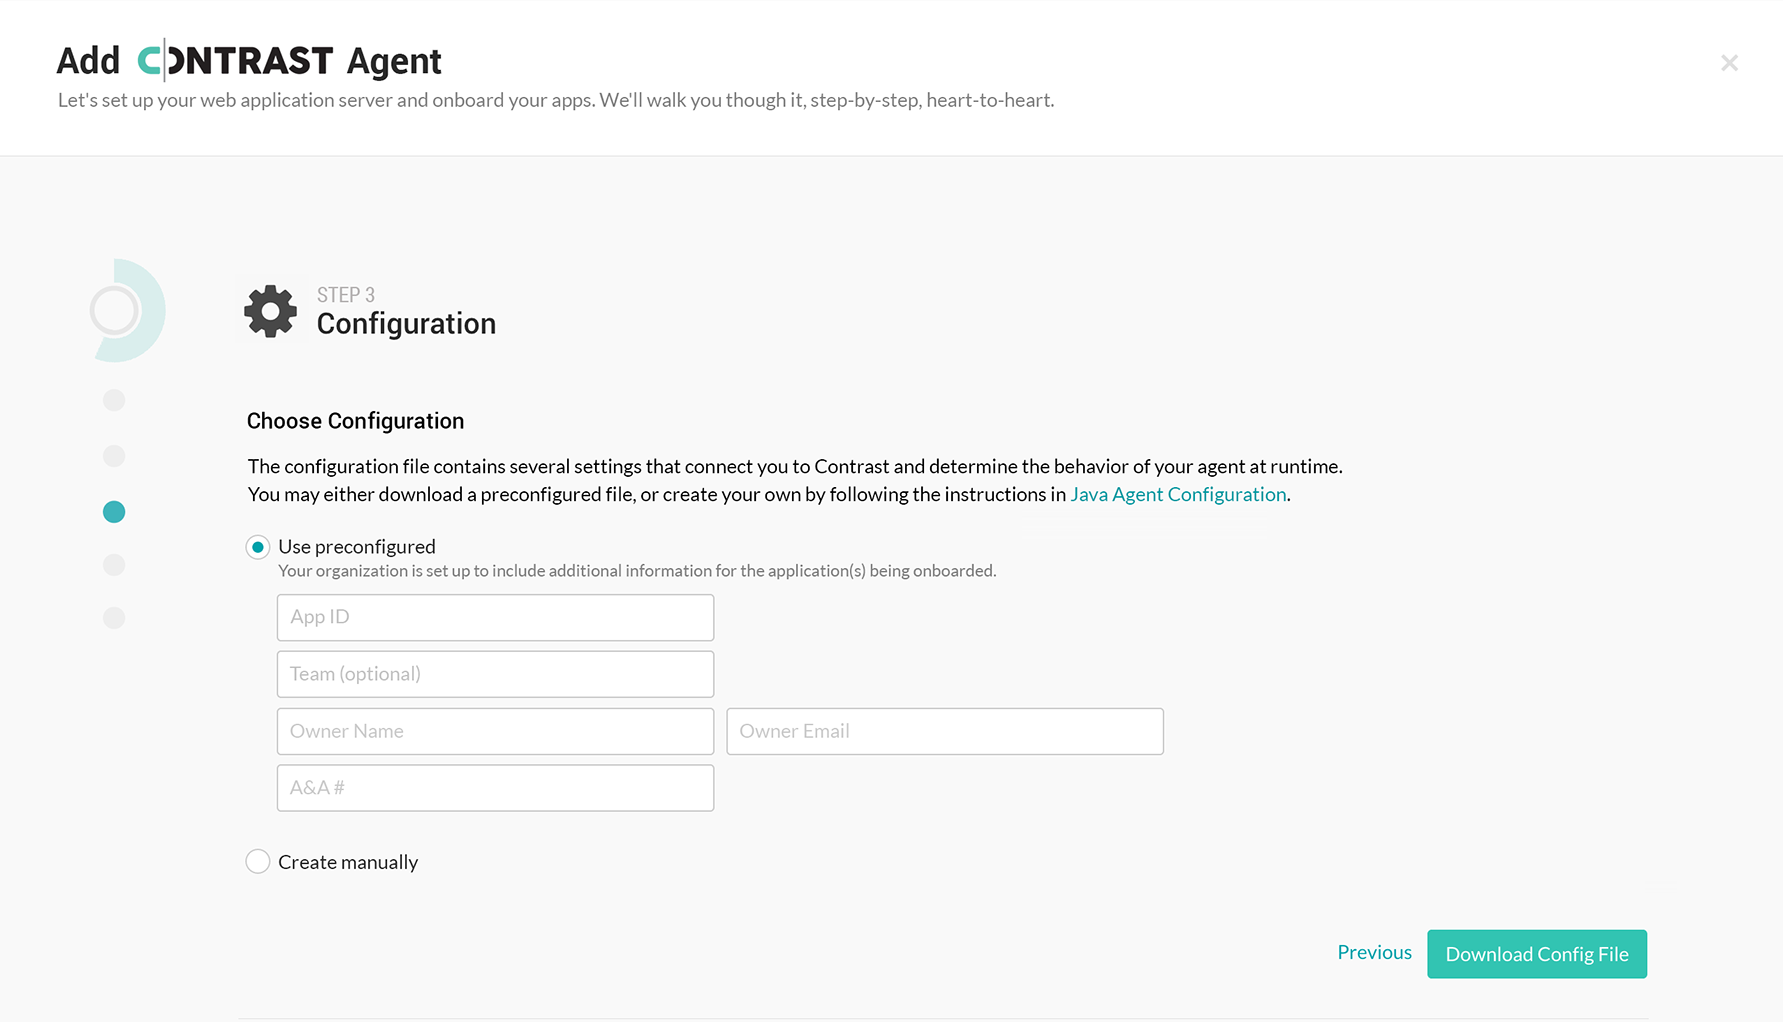 Add CONTRAST Agent
Let's set up your web application server and onboard your apps. We'll walk you though it, step-by-step, heart-to-heart.
STEP 3
Configuration
Choose Configuration
The configuration file contains several settings that connect you to Contrast and determine the behavior of your agent at runtime.
You may either download a preconfigured file, or create your own by following the instructions in Java Agent Configuration.
Use preconfigured
Your organization is set up to include additional information for the application(s) being onboarded.
App ID
Team (optional)
Owner Name
Owner Email
A&A #
Create manually
Previous
Download Config File